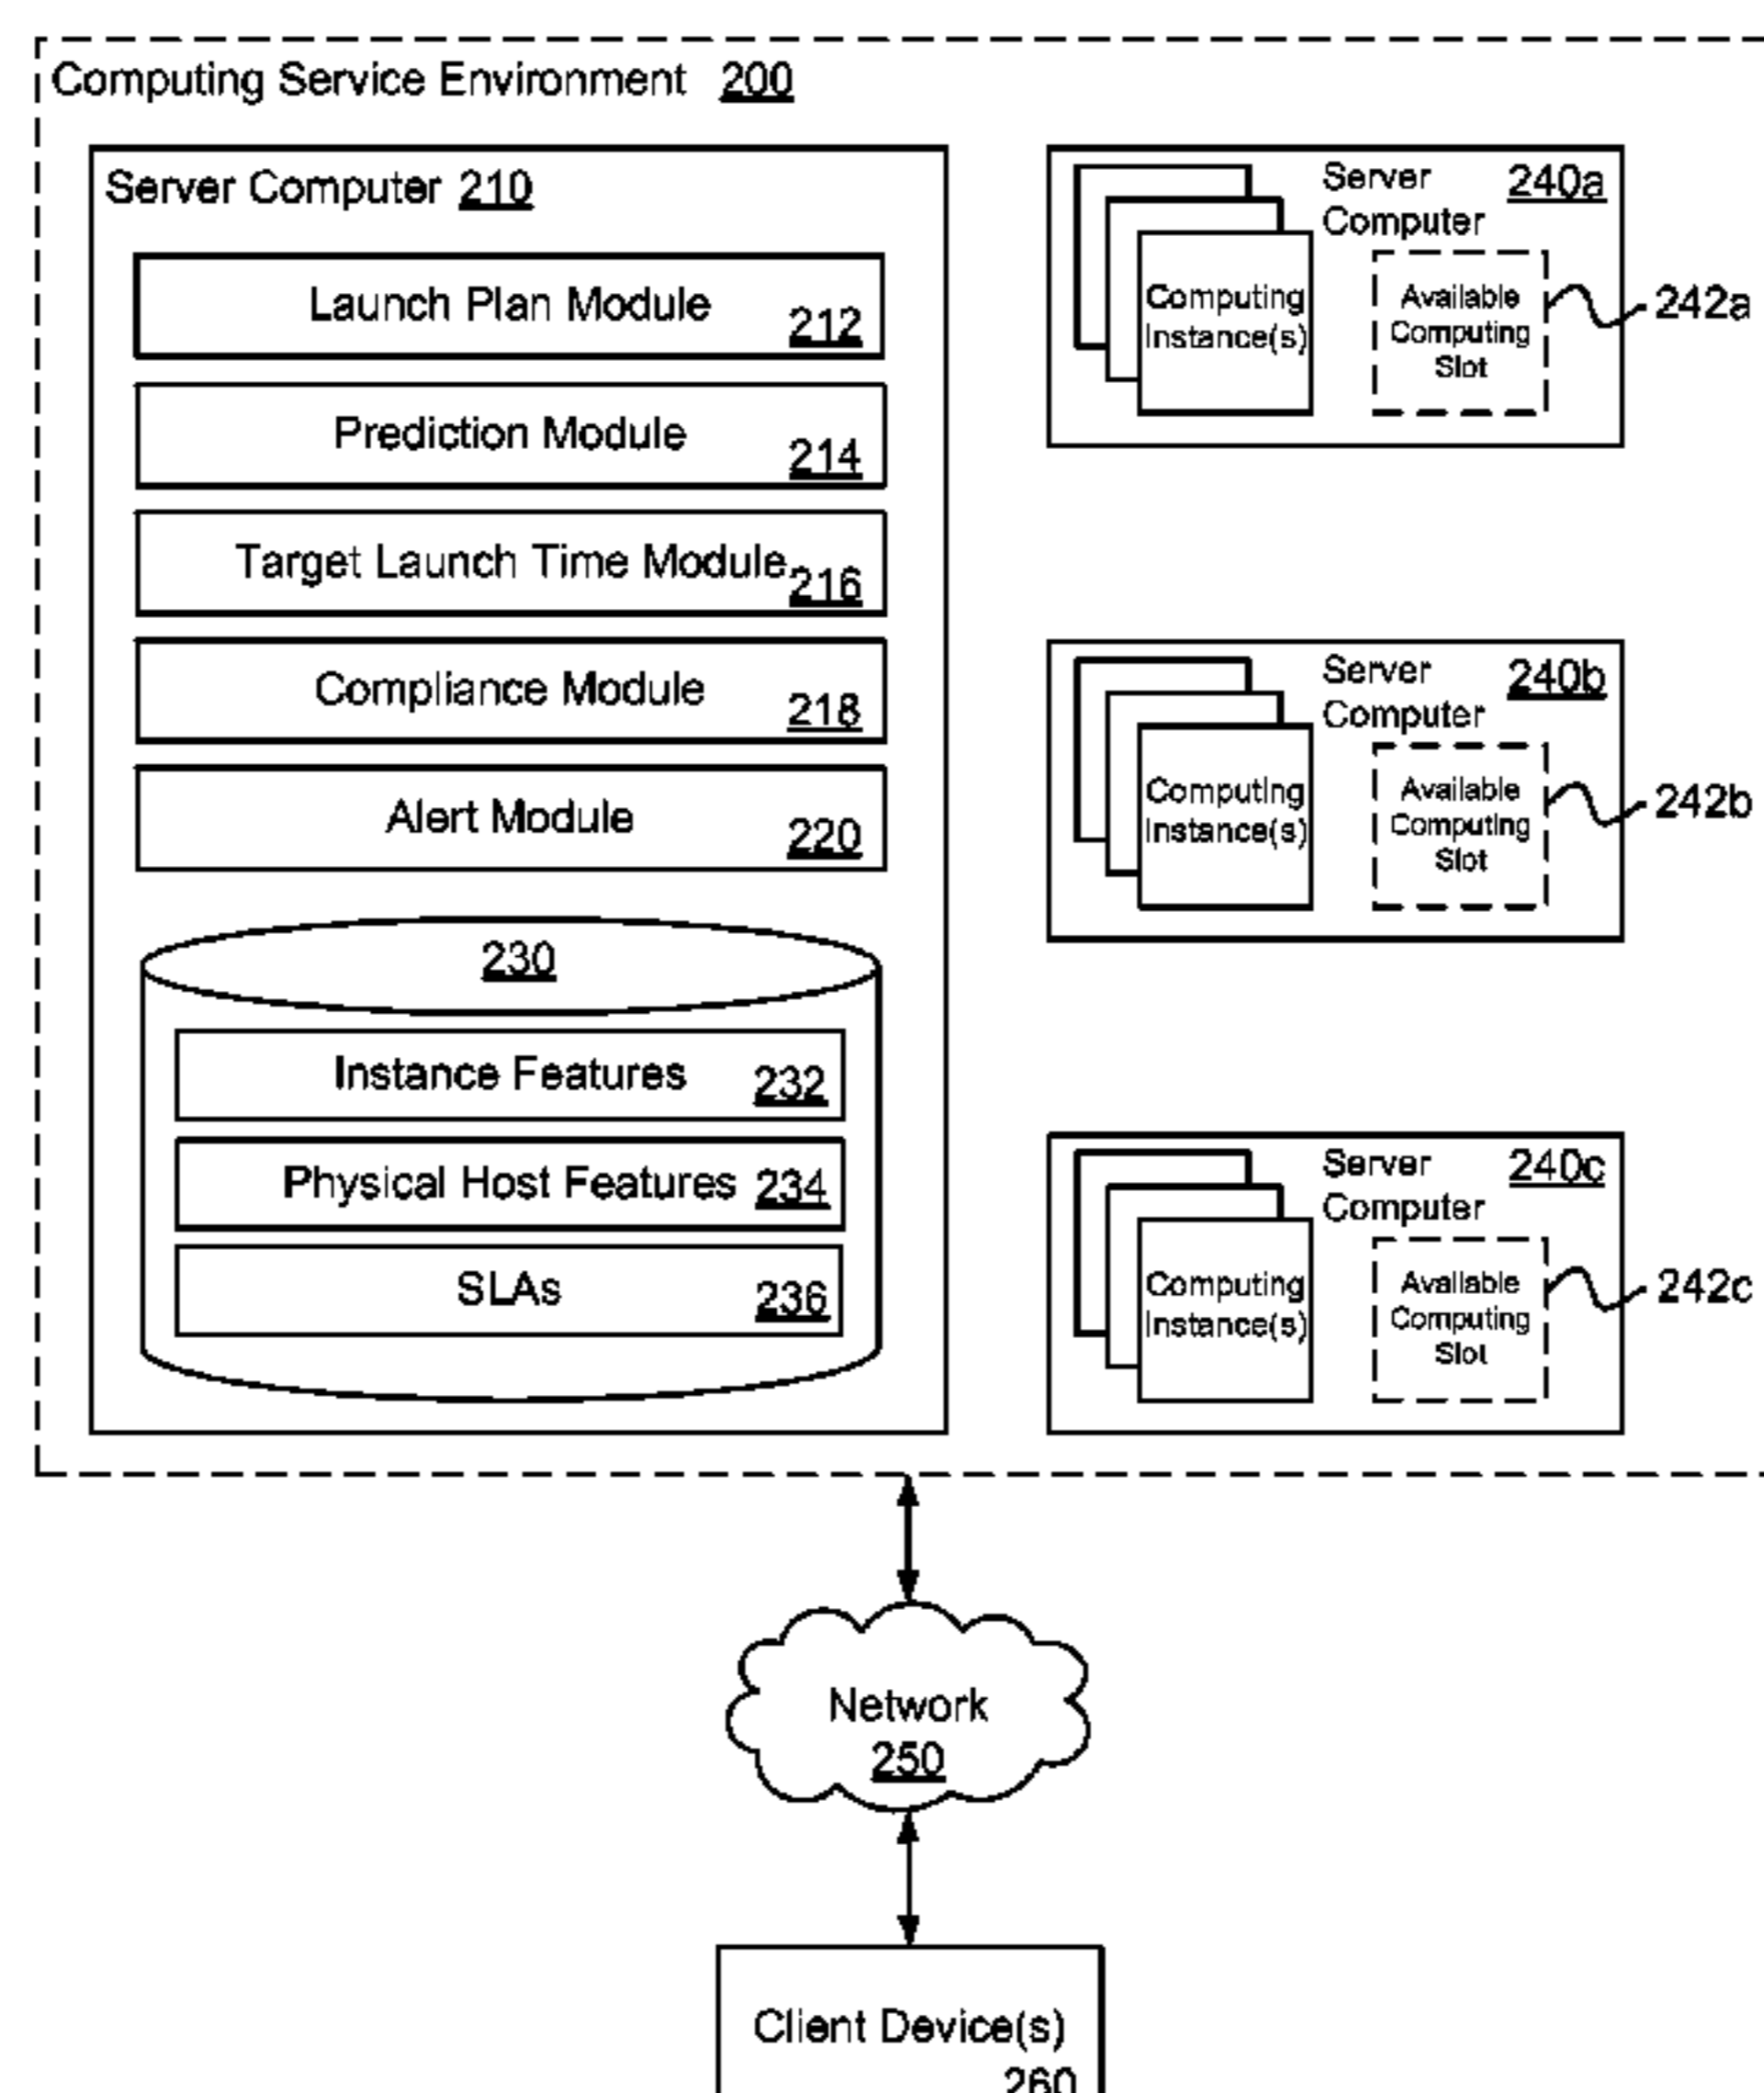 Computing Service Environment 200
Server Computer 210
Launch Plan Module 212
Prediction Module 214
Target Launch Time Module 216
Compliance Module 218
Alert Module 220
230
Instance Features 232
Physical Host Features 234
SLAs 236
Server 240a
Computer
Computing
Instance(s)
Available
Computing
Slot
242a
Server 240b
Computer
Computing
Instance(s)
Available
Computing
Slot
242b
Server 240c
Computer
Computing
Instance(s)
Available
Computing
Slot
242c
Network
250
Client Device(s)
260